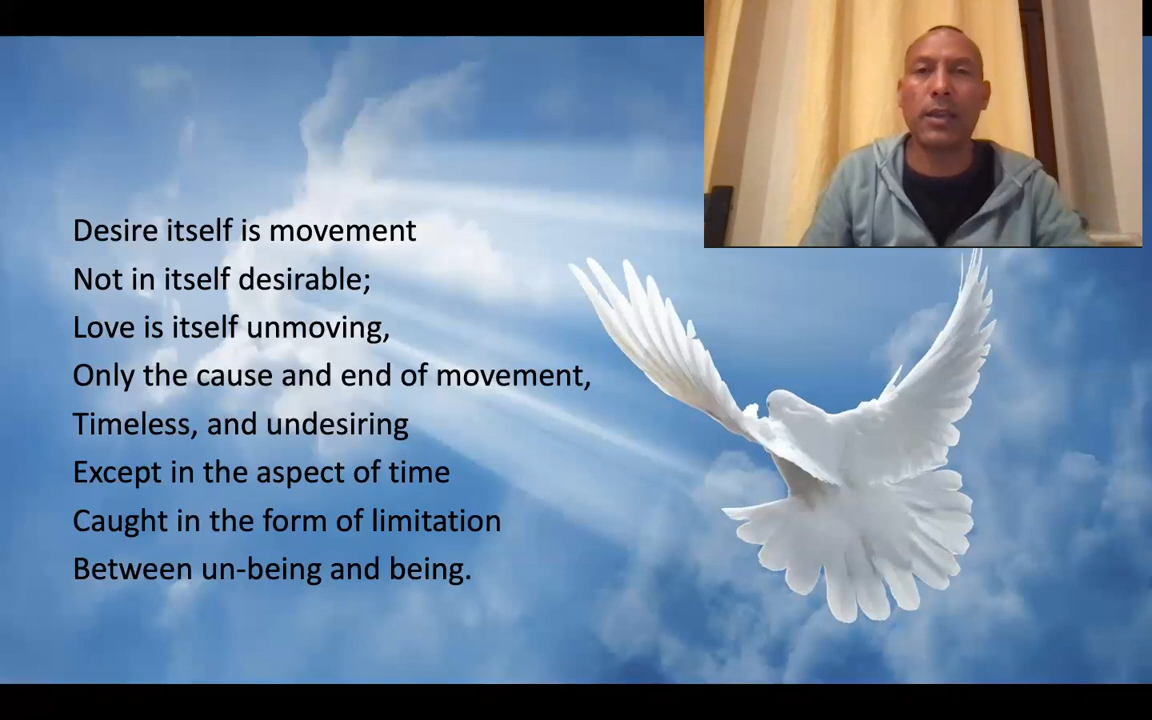 Desire itself is movement
Not in itself desirable;
Love is itself unmoving,
Only the cause and end of movement,
Timeless, and undesiring
Except in the aspect of time
Caught in the form of limitation
Between un-being and being.